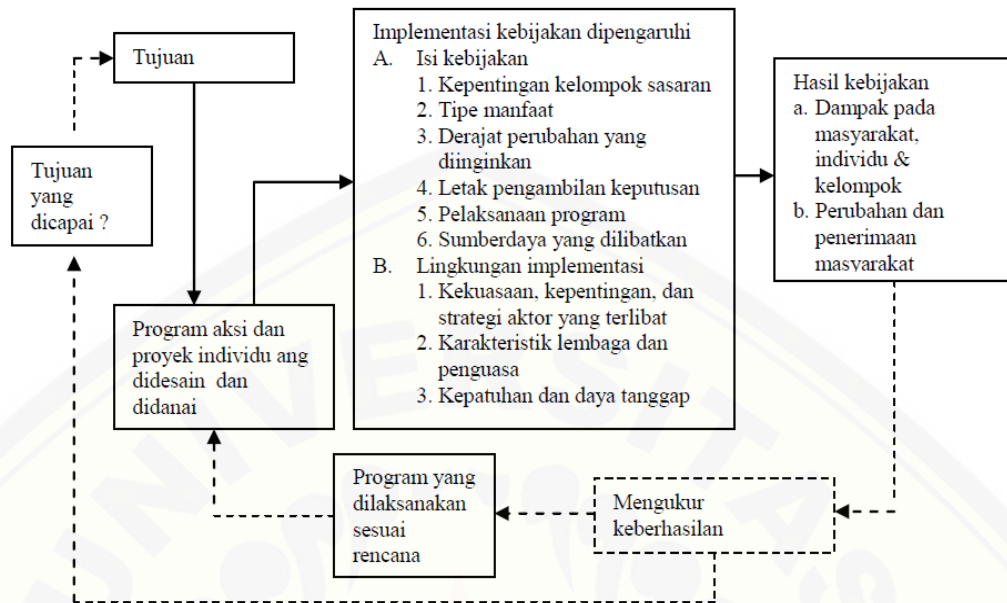 Tujuan
Tujuan
yang
dicapai ?
Program aksi dan
proyek individu ang
didesain dan
didanai
Implementasi kebijakan dipengaruhi
A. Isi kebijakan
1. Kepentingan kelompok sasaran
2. Tipe manfaat
3. Derajat perubahan yang
diinginkan
4. Letak pengambilan keputusan
5. Pelaksanaan program
6. Sumberdaya yang dilibatkan
B. Lingkungan implementasi
1. Kekuasaan, kepentingan, dan
strategi aktor yang terlibat
2. Karakteristik lembaga dan
penguasa
3. Kepatuhan dan daya tanggap
Hasil kebijakan
a. Dampak pada
masyarakat,
individu &
kelompok
b. Perubahan dan
penerimaan
masyarakat
Program yang
dilaksanakan
sesuai
rencana
Mengukur
keberhasilan
UNIVERSITAS